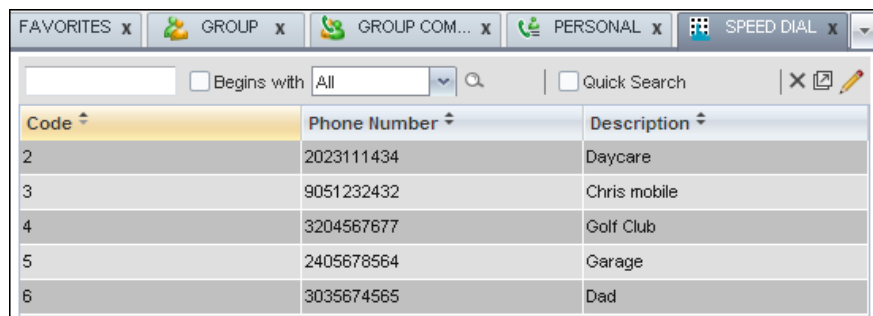 FAVORITES x GROUP x GROUP COM... x PERSONAL x SPEED DIAL x
Begins with All Quick Search
Code Phone Number Description
2 2023111434 Daycare
3 9051232432 Chris mobile
4 3204567677 Golf Club
5 2405678564 Garage
6 3035674565 Dad